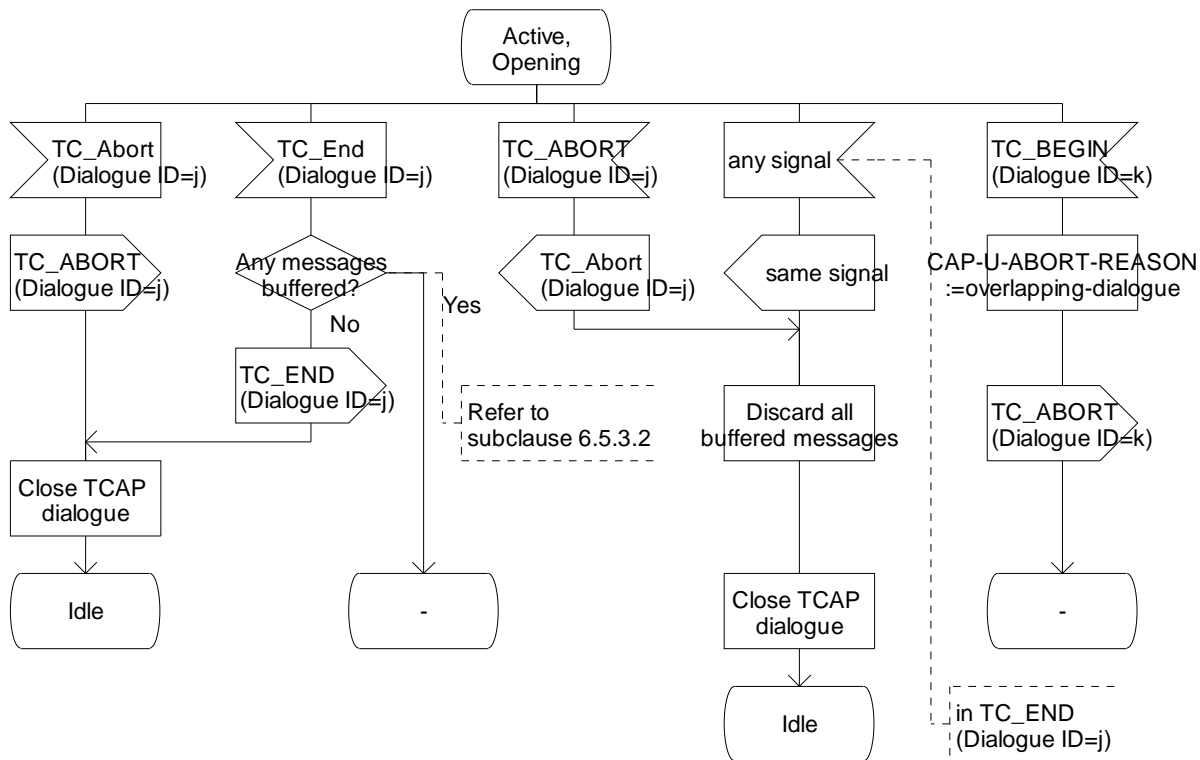 Active,
Opening
TC_Abort
(Dialogue ID=j)
TC_End
(Dialogue ID=j)
TC_ABORT
(Dialogue ID=j)
any signal
TC_BEGIN
(Dialogue ID=k)
TC_ABORT
(Dialogue ID=j)
Any messages
buffered?
Yes
No
TC_Abort
(Dialogue ID=j)
same signal
CAP-U-ABORT-REASON
:=overlapping-dialogue
TC_END
(Dialogue ID=j)
Refer to
subclause 6.5.3.2
Discard all
buffered messages
TC_ABORT
(Dialogue ID=k)
Close TCAP
dialogue
Idle
-
Close TCAP
dialogue
-
Idle
in TC_END
(Dialogue ID=j)